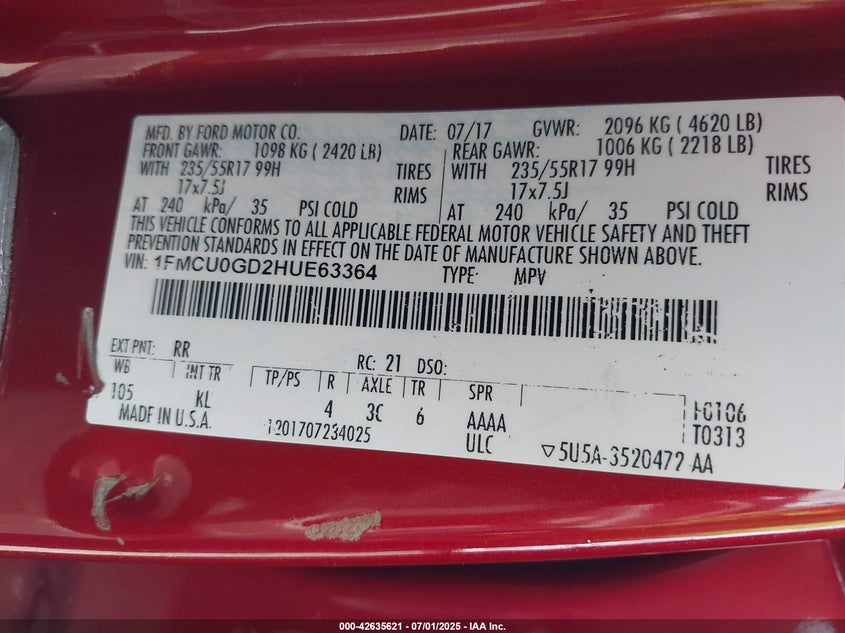 MFD. BY FORD MOTOR CO. DATE: 07/17 GVWR: 2096 KG ( 4620 LB)
FRONT GAWR: 1098 KG ( 2420 LB) REAR GAWR: 1006 KG ( 2218 LB)
WITH 235/55R17 99H TIRES WITH 235/55R17 99H TIRES
17x7.5J RIMS 17x7.5J RIMS
AT 240 kPa/ 35 PSI COLD AT 240 kPa/ 35 PSI COLD
THIS VEHICLE CONFORMS TO ALL APPLICABLE FEDERAL MOTOR VEHICLE SAFETY AND THEFT
PREVENTION STANDARDS IN EFFECT ON THE DATE OF MANUFACTURE SHOWN ABOVE.
VIN: 1FMCU0GD2HUE63364 TYPE: MPV
EXT PNT: RR RC: 21 DSO:
WB INT TR TP/PS R AXLE TR SPR
105 KL 4 3C 6 AAAA T0106
MADE IN U.S.A. 1201707234025 ULC T0313
▽5U5A-3520472 AA
000-42635621 - 07/01/2025 - IAA Inc.